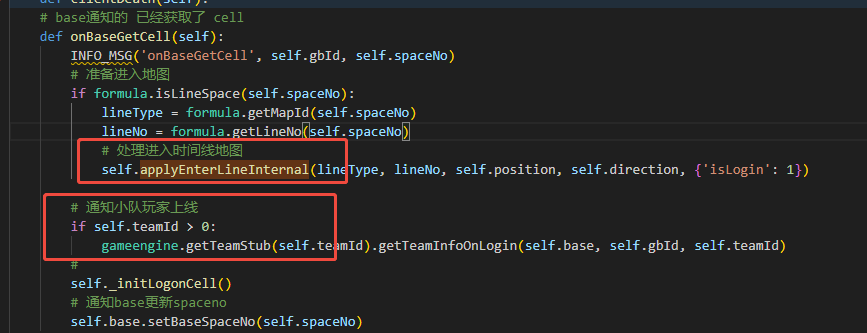 # base通知的 已经获取了 cell
def onBaseGetCell(self):
INFO_MSG('onBaseGetCell', self.gbId, self.spaceNo)
# 准备进入地图
if formula.isLineSpace(self.spaceNo):
lineType = formula.getMapId(self.spaceNo)
lineNo = formula.getLineNo(self.spaceNo)
# 处理进入时间线地图
self.applyEnterLineInternal(lineType, lineNo, self.position, self.direction, {'isLogin': 1})
# 通知小队玩家上线
if self.teamId > 0:
gameengine.getTeamStub(self.teamId).getTeamInfoOnLogin(self.base, self.gbId, self.teamId)
#
self._initLogonCell()
# 通知base更新spaceno
self.base.setBaseSpaceNo(self.spaceNo)